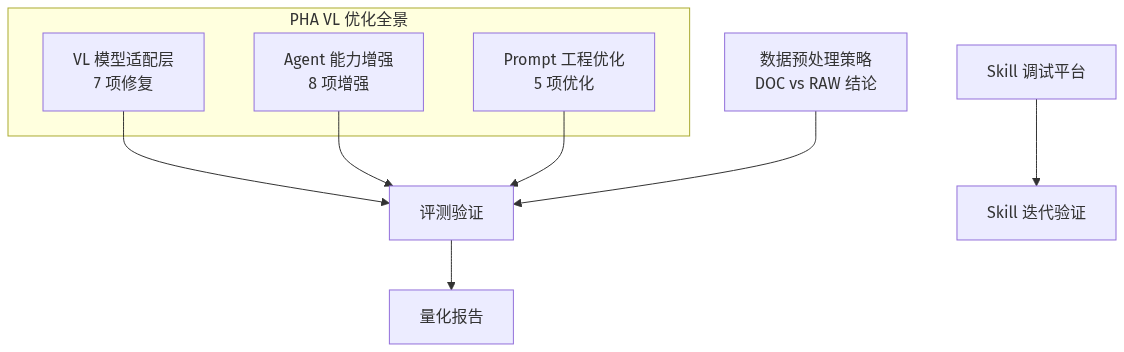 PHA VL 优化全景
VL 模型适配层
7 项修复
Agent 能力增强
8 项增强
Prompt 工程优化
5 项优化
数据预处理策略
DOC vs RAW 结论
Skill 调试平台
评测验证
Skill 迭代验证
量化报告